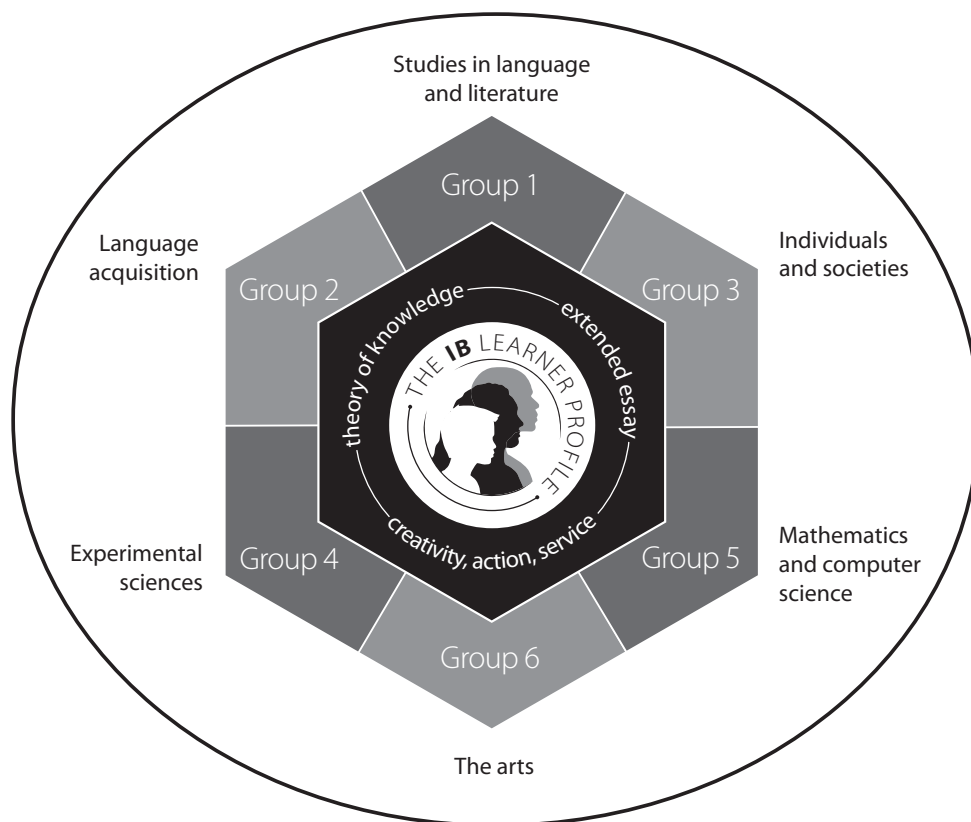 Studies in language
and literature
Group 1
Language
acquisition
Group 2
Group 3
Individuals
and societies
theory of knowledge
extended essay
THE IB LEARNER PROFILE
creativity, action, service
Experimental
sciences
Group 4
Group 5
Mathematics
and computer
science
Group 6
The arts